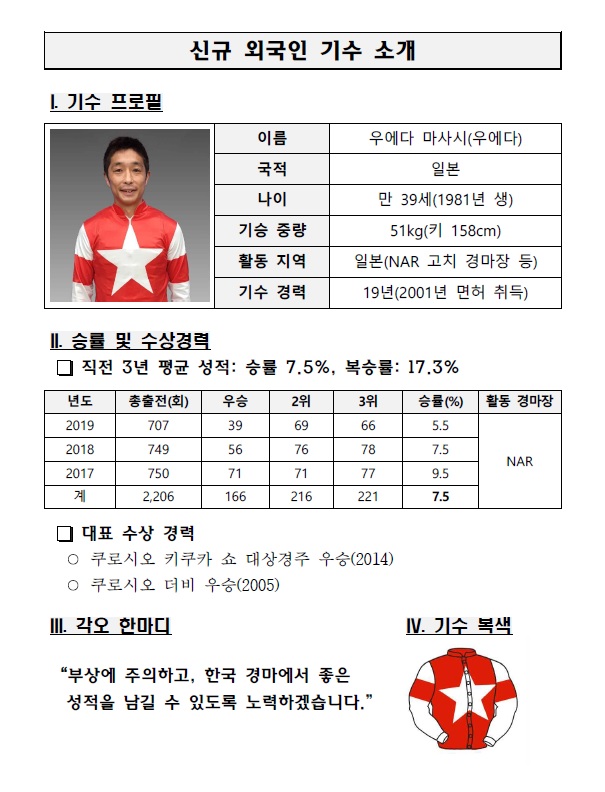 신규 외국인 기수 소개
I. 기수 프로필
이름 우에다 마사시(우에다)
국적 일본
나이 만 39세(1981년 생)
기승 중량 51kg(키 158cm)
활동 지역 일본(NAR 고치 경마장 등)
기수 경력 19년(2001년 면허 취득)
II. 승률 및 수상경력
❏ 직전 3년 평균 성적: 승률 7.5%, 복승률: 17.3%
년도 총출전(회) 우승 2위 3위 승률(%) 활동 경마장
2019 707 39 69 66 5.5
2018 749 56 76 78 7.5
NAR
2017 750 71 71 77 9.5
계 2,206 166 216 221 7.5
❏ 대표 수상 경력
○ 쿠로시오 키쿠카 쇼 대상경주 우승(2014)
○ 쿠로시오 더비 우승(2005)
III. 각오 한마디
“부상에 주의하고, 한국 경마에서 좋은
성적을 남길 수 있도록 노력하겠습니다.”
IV. 기수 복색